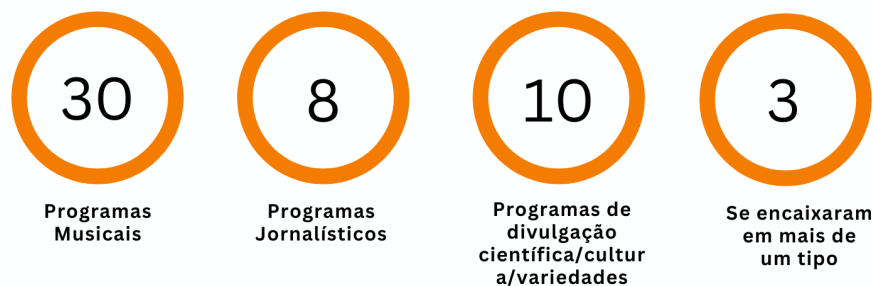 30
Programas
Musicais
8
Programas
Jornalísticos
10
Programas de
divulgação
científica/cultur
a/variedades
3
Se encaixaram
em mais de
um tipo